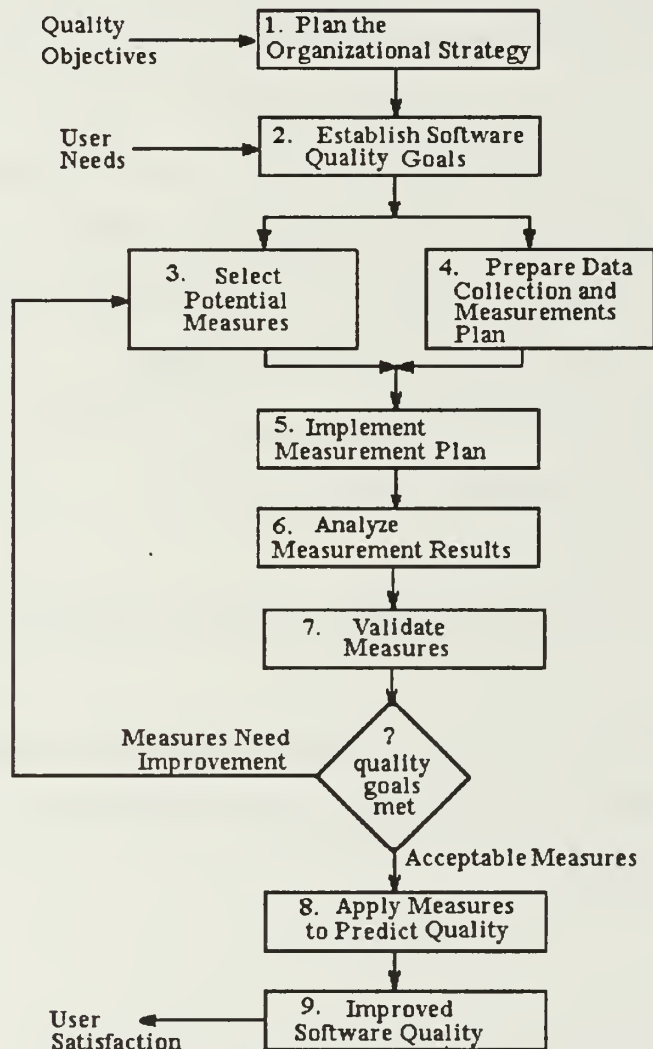 Quality
Objectives
1. Plan the
Organizational Strategy
User
Needs
2. Establish Software
Quality Goals
3. Select
Potential
Measures
4. Prepare Data
Collection and
Measurements
Plan
5. Implement
Measurement Plan
6. Analyze
Measurement Results
7. Validate
Measures
Measures Need
Improvement
?
quality
goals
met
Acceptable Measures
8. Apply Measures
to Predict Quality
9. Improved
Software Quality
User
Satisfaction